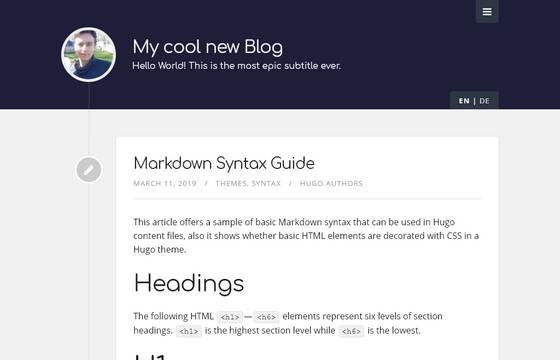 My cool new Blog
Hello World! This is the most epic subtitle ever.
EN | DE
Markdown Syntax Guide
MARCH 11, 2019 / THEMES, SYNTAX / HUGO AUTHORS
This article offers a sample of basic Markdown syntax that can be used in Hugo
content files, also it shows whether basic HTML elements are decorated with CSS in a
Hugo theme.
Headings
The following HTML <h1>—<h6> elements represent six levels of section
headings. <h1> is the highest section level while <h6> is the lowest.
H1